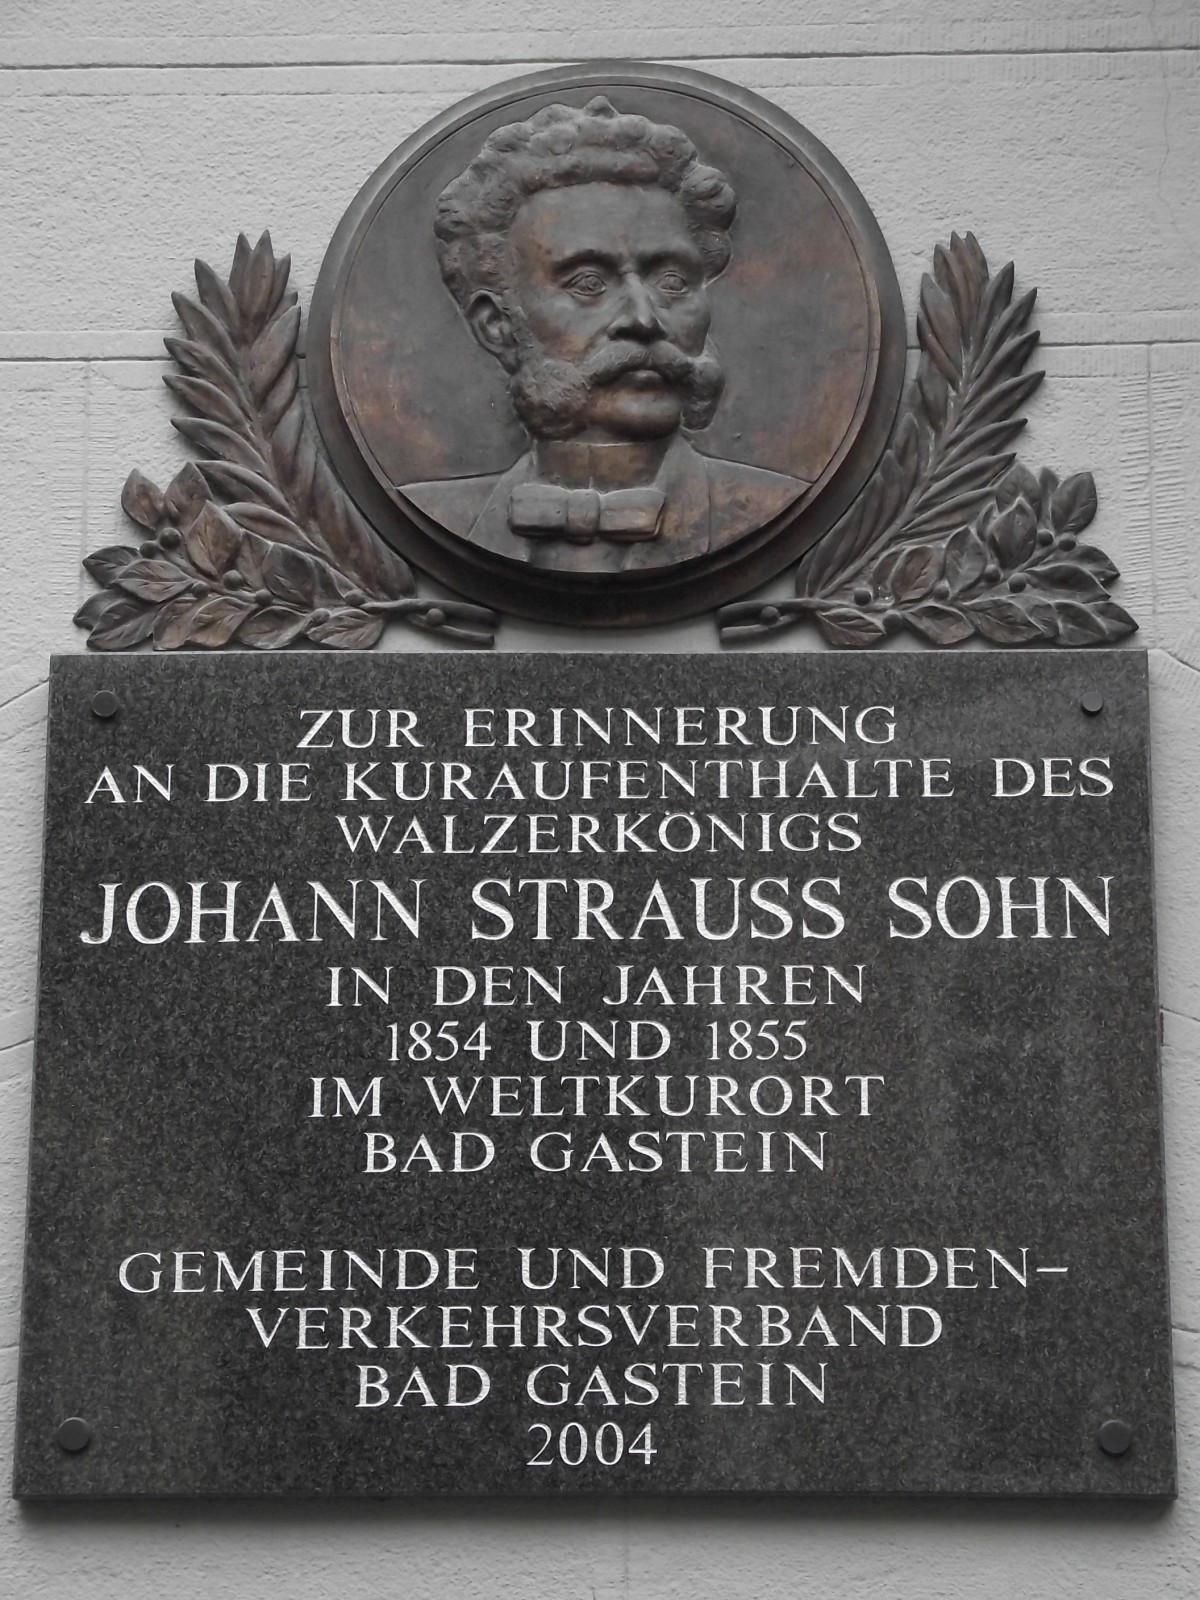 ZUR ERINNERUNG
AN DIE KURAUFENTHALTE DES
WALZERKÖNIGS
JOHANN STRAUSS SOHN
IN DEN JAHREN
1854 UND 1855
IM WELTKURORT
BAD GASTEIN
GEMEINDE UND FREMDEN-
VERKEHRSVERBAND
BAD GASTEIN
2004